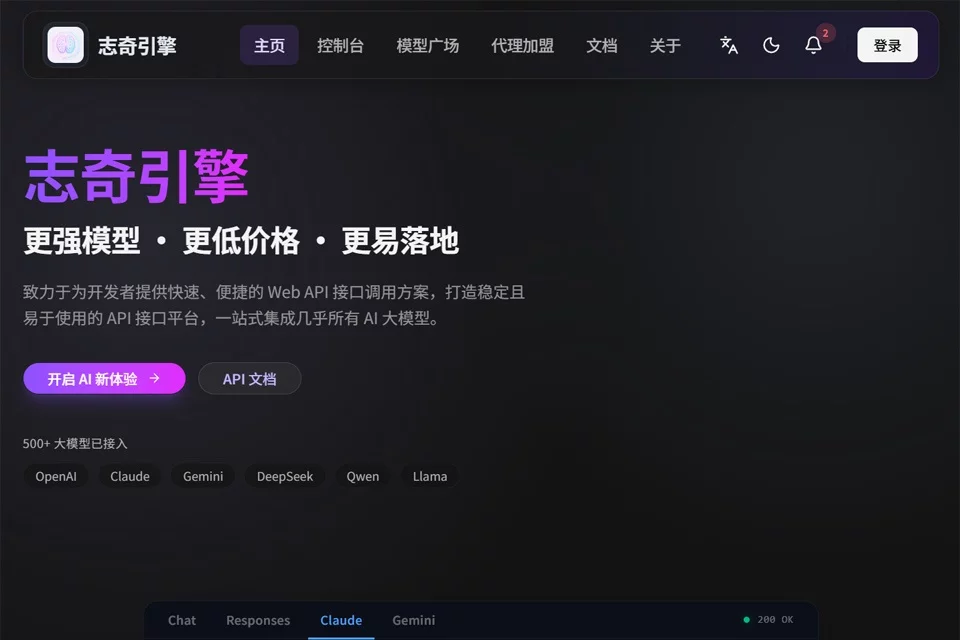 志奇引擎
主页
控制台
模型广场
代理加盟
文档
关于
2
登录
志奇引擎
更强模型 · 更低价格 · 更易落地
致力于为开发者提供快速、便捷的 Web API 接口调用方案，打造稳定且
易于使用的 API 接口平台，一站式集成几乎所有 AI 大模型。
开启 AI 新体验 →
API 文档
500+ 大模型已接入
OpenAI
Claude
Gemini
DeepSeek
Qwen
Llama
Chat
Responses
Claude
Gemini
200 OK